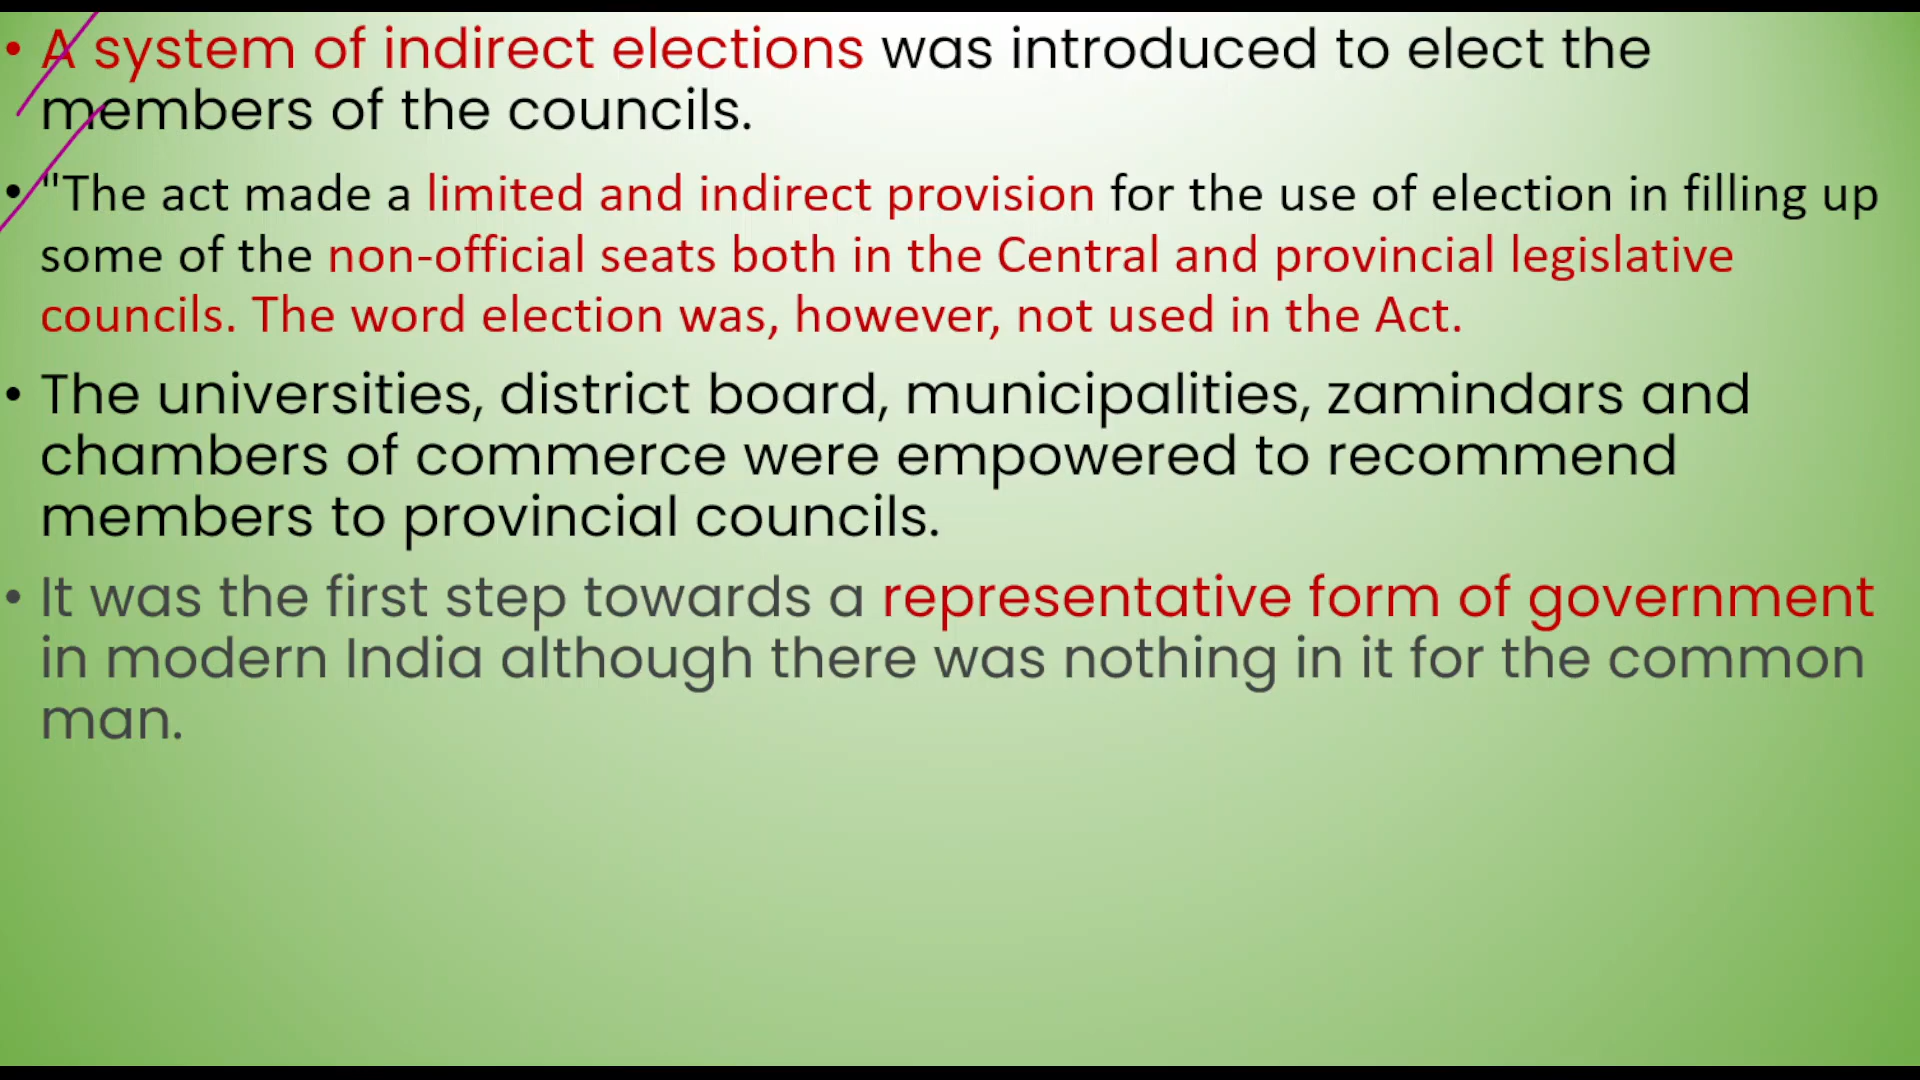 • A system of indirect elections was introduced to elect the
members of the councils.
• "The act made a limited and indirect provision for the use of election in filling up
some of the non-official seats both in the Central and provincial legislative
councils. The word election was, however, not used in the Act.
• The universities, district board, municipalities, zamindars and
chambers of commerce were empowered to recommend
members to provincial councils.
• It was the first step towards a representative form of government
in modern India although there was nothing in it for the common
man.